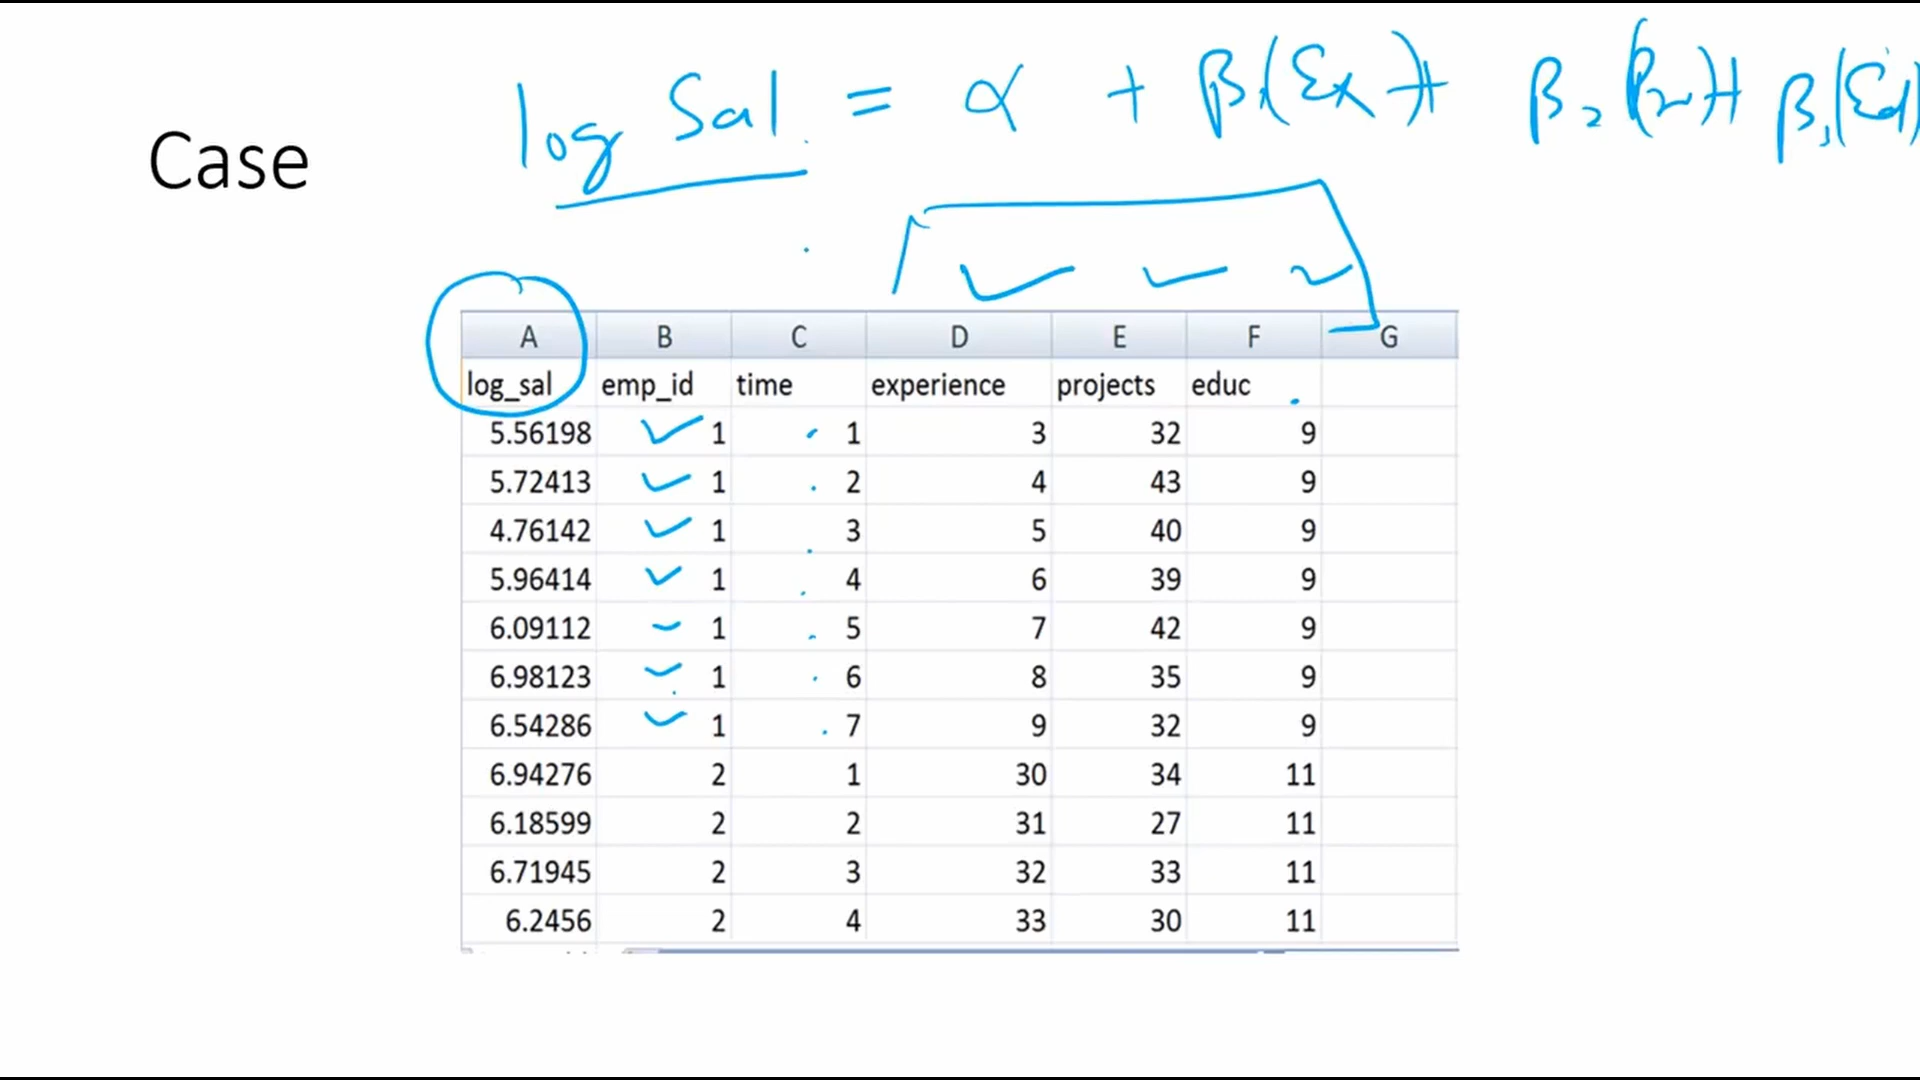 log Sal. = α + β1(Ex) + β2(Pr) + β3(Ed)
Case
A B C D E F G
log_sal emp_id time experience projects educ
5.56198 1 1 3 32 9
5.72413 1 2 4 43 9
4.76142 1 3 5 40 9
5.96414 1 4 6 39 9
6.09112 1 5 7 42 9
6.98123 1 6 8 35 9
6.54286 1 7 9 32 9
6.94276 2 1 30 34 11
6.18599 2 2 31 27 11
6.71945 2 3 32 33 11
6.2456 2 4 33 30 11